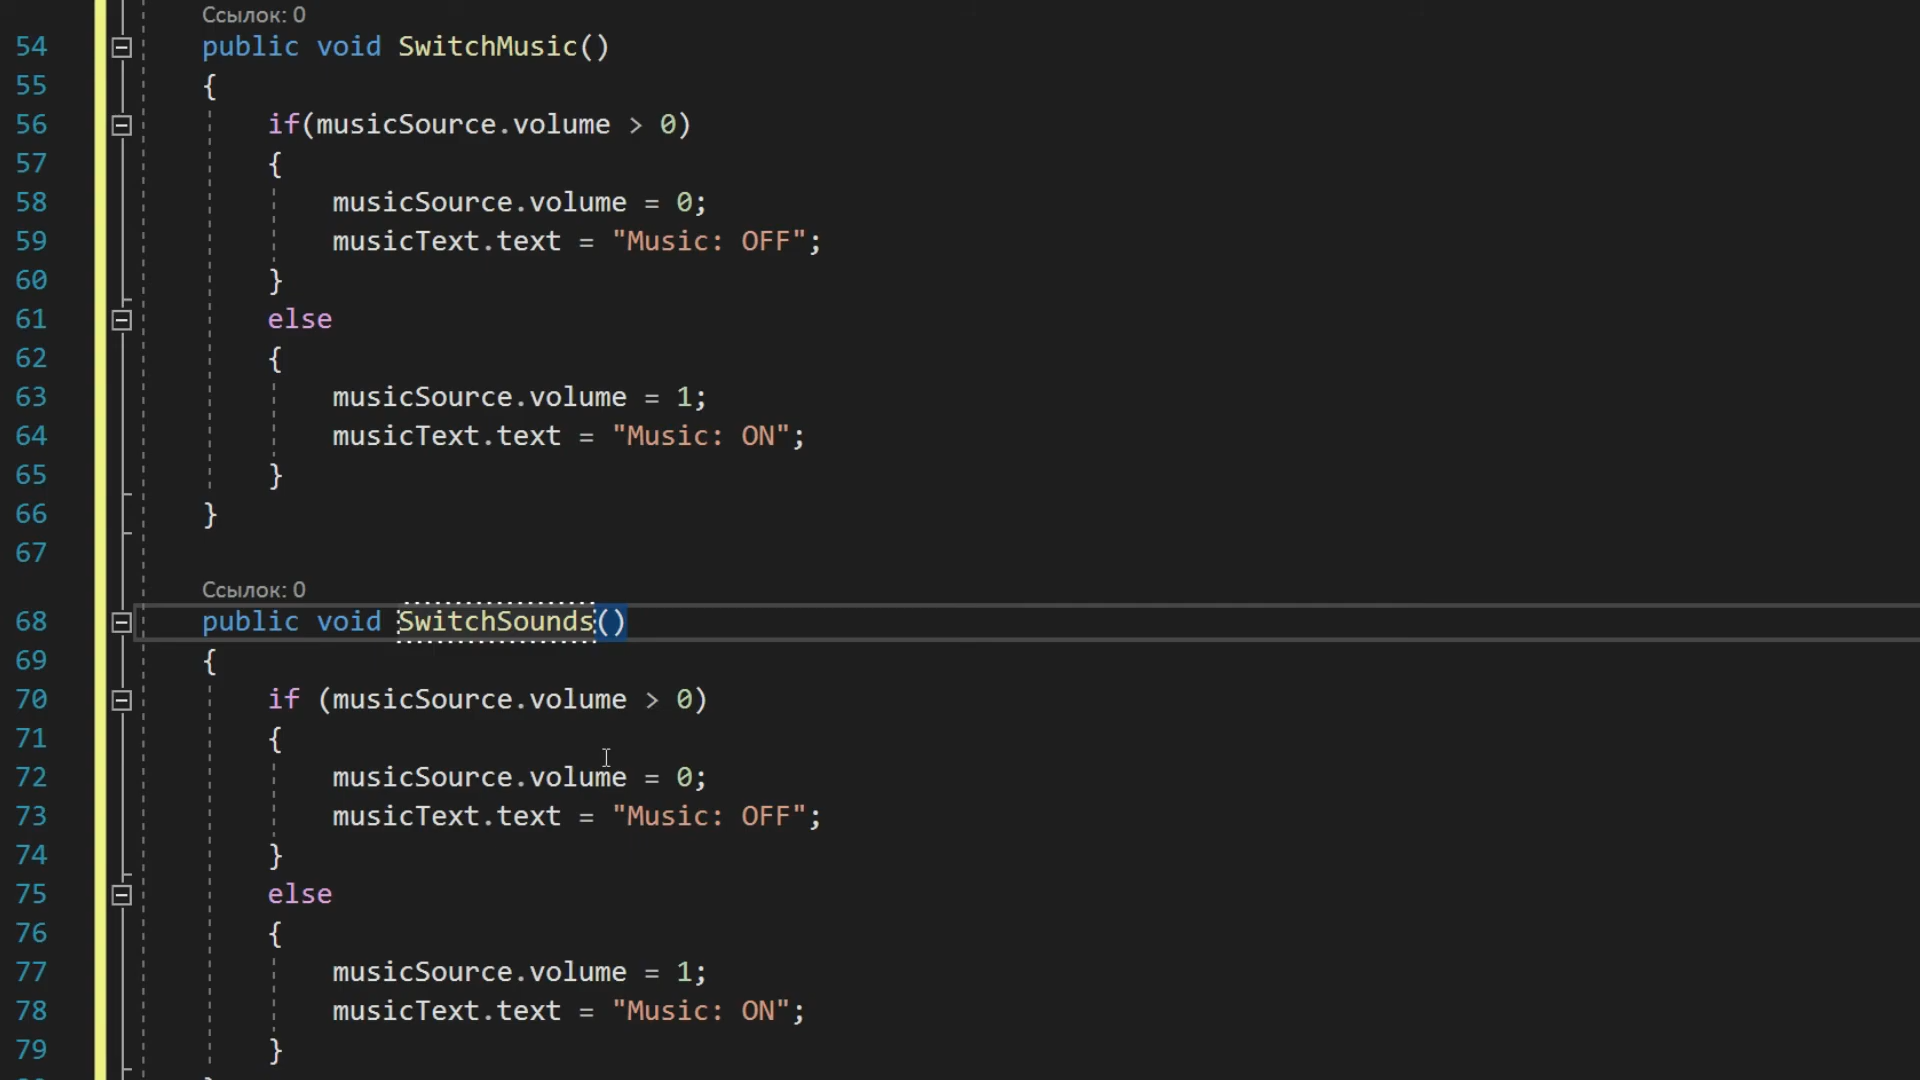 Ссылок: 0
54 public void SwitchMusic()
55 {
56 if(musicSource.volume > 0)
57 {
58 musicSource.volume = 0;
59 musicText.text = "Music: OFF";
60 }
61 else
62 {
63 musicSource.volume = 1;
64 musicText.text = "Music: ON";
65 }
66 }
67
Ссылок: 0
68 public void SwitchSounds()
69 {
70 if (musicSource.volume > 0)
71 {
72 musicSource.volume = 0;
73 musicText.text = "Music: OFF";
74 }
75 else
76 {
77 musicSource.volume = 1;
78 musicText.text = "Music: ON";
79 }